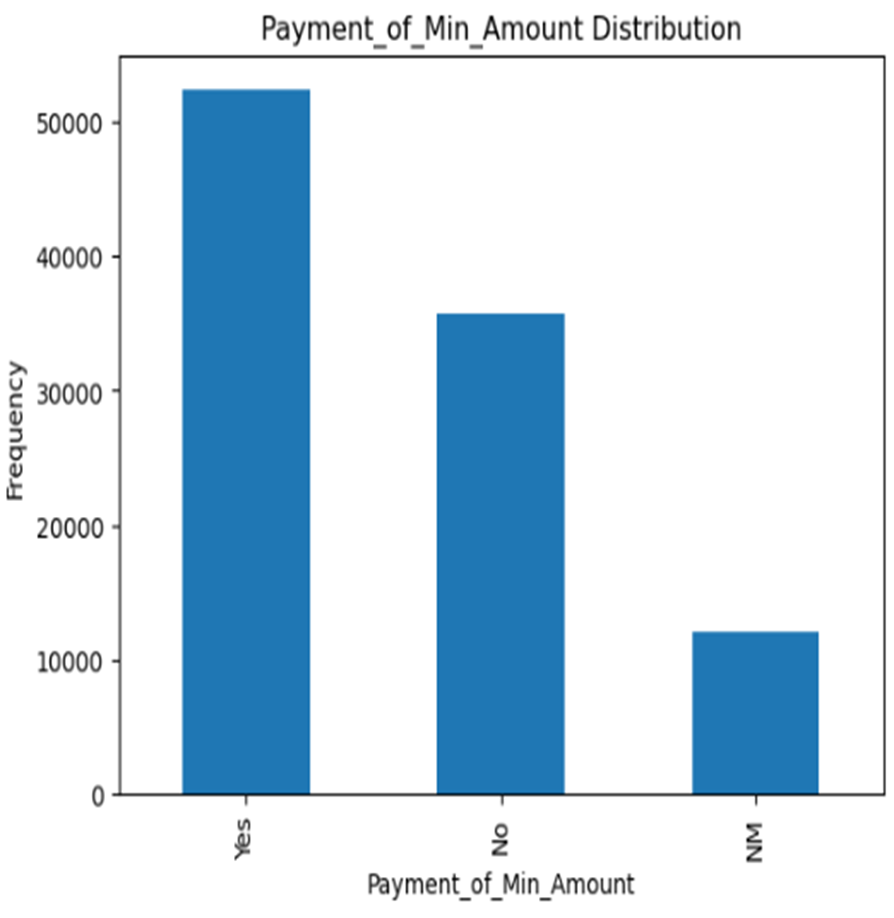 Payment_of_Min_Amount Distribution
50000
40000
30000
20000
10000
0
Frequency
Yes
No
NM
Payment_of_Min_Amount